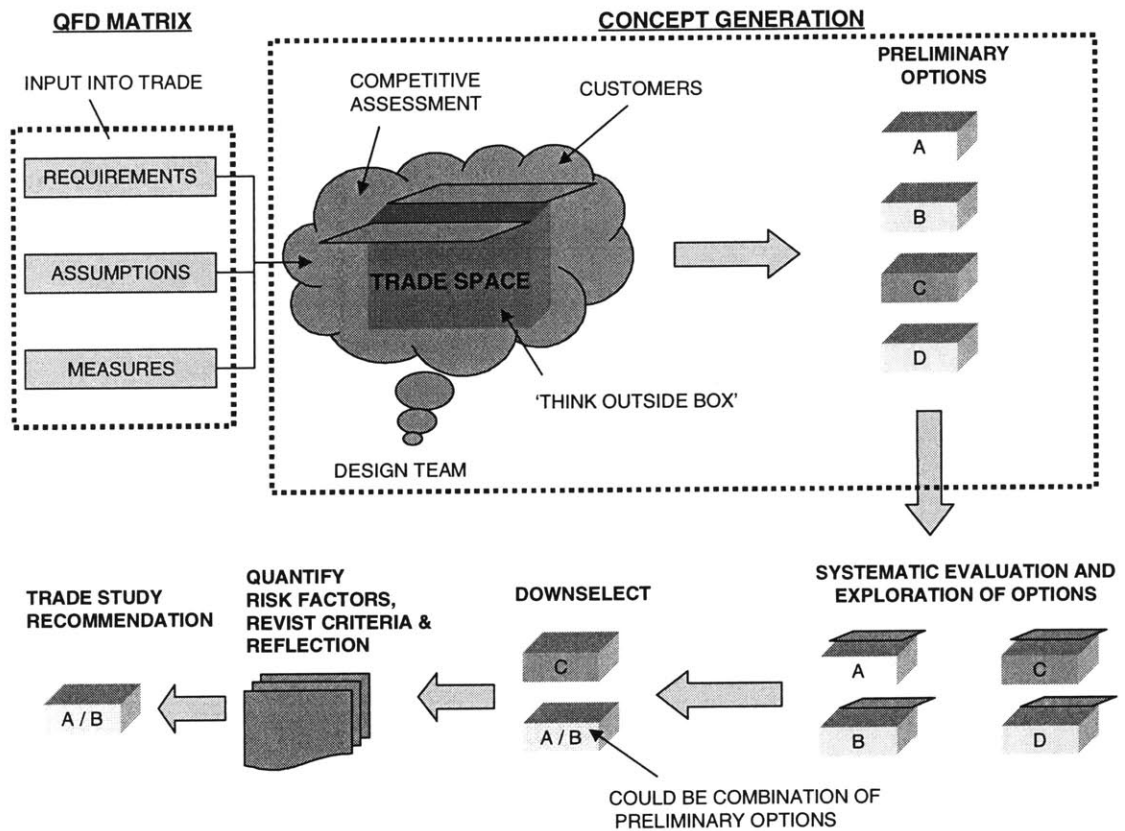 QFD MATRIX
CONCEPT GENERATION
INPUT INTO TRADE
REQUIREMENTS
ASSUMPTIONS
MEASURES
COMPETITIVE
ASSESSMENT
CUSTOMERS
TRADE SPACE
'THINK OUTSIDE BOX'
DESIGN TEAM
PRELIMINARY
OPTIONS
A
B
C
D
SYSTEMATIC EVALUATION AND
EXPLORATION OF OPTIONS
A
C
B
D
DOWNSELECT
C
A / B
COULD BE COMBINATION OF
PRELIMINARY OPTIONS
QUANTIFY
RISK FACTORS,
REVIST CRITERIA &
REFLECTION
TRADE STUDY
RECOMMENDATION
A / B